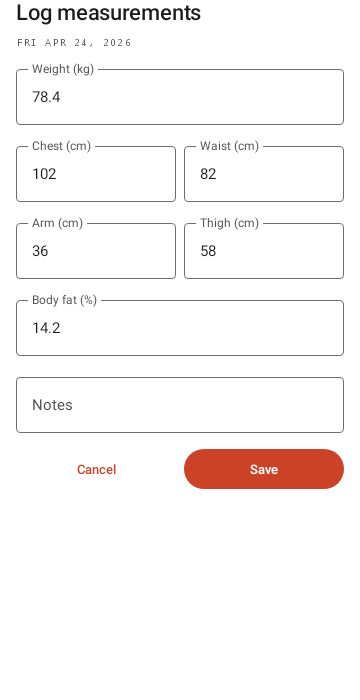 Log measurements
FRI APR 24, 2026
Weight (kg)
78.4
Chest (cm) Waist (cm)
102 82
Arm (cm) Thigh (cm)
36 58
Body fat (%)
14.2
Notes
Cancel Save